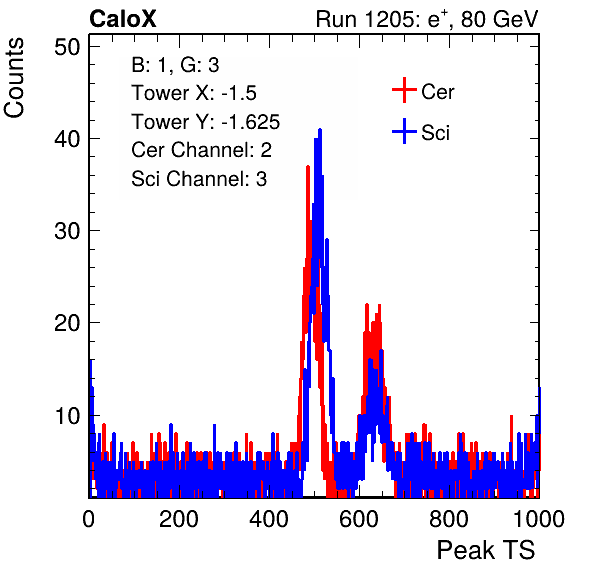 CaloX Run 1205: e⁺, 80 GeV
Counts
50
40
30
20
10
B: 1, G: 3
Tower X: -1.5
Tower Y: -1.625
Cer Channel: 2
Sci Channel: 3
Cer
Sci
0 200 400 600 800 1000
Peak TS